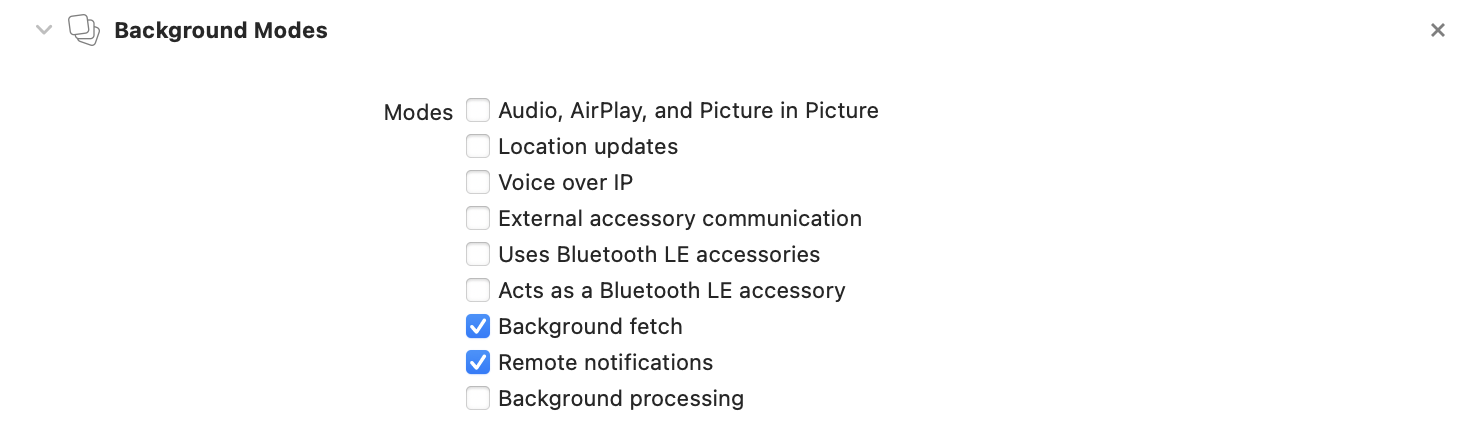 Background Modes
Modes Audio, AirPlay, and Picture in Picture
Location updates
Voice over IP
External accessory communication
Uses Bluetooth LE accessories
Acts as a Bluetooth LE accessory
Background fetch
Remote notifications
Background processing